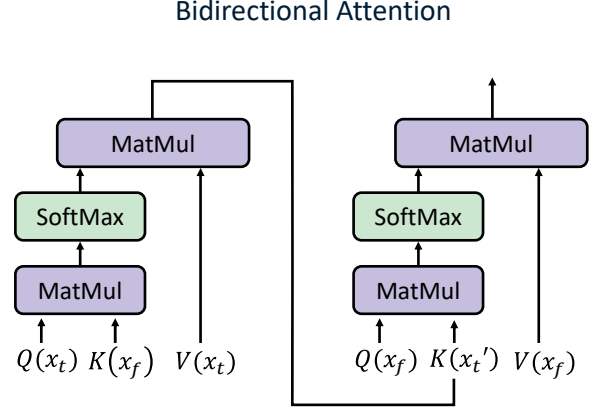 Bidirectional Attention
MatMul
SoftMax
MatMul
Q(x_t) K(x_f) V(x_t)
MatMul
SoftMax
MatMul
Q(x_f) K(x_t') V(x_f)